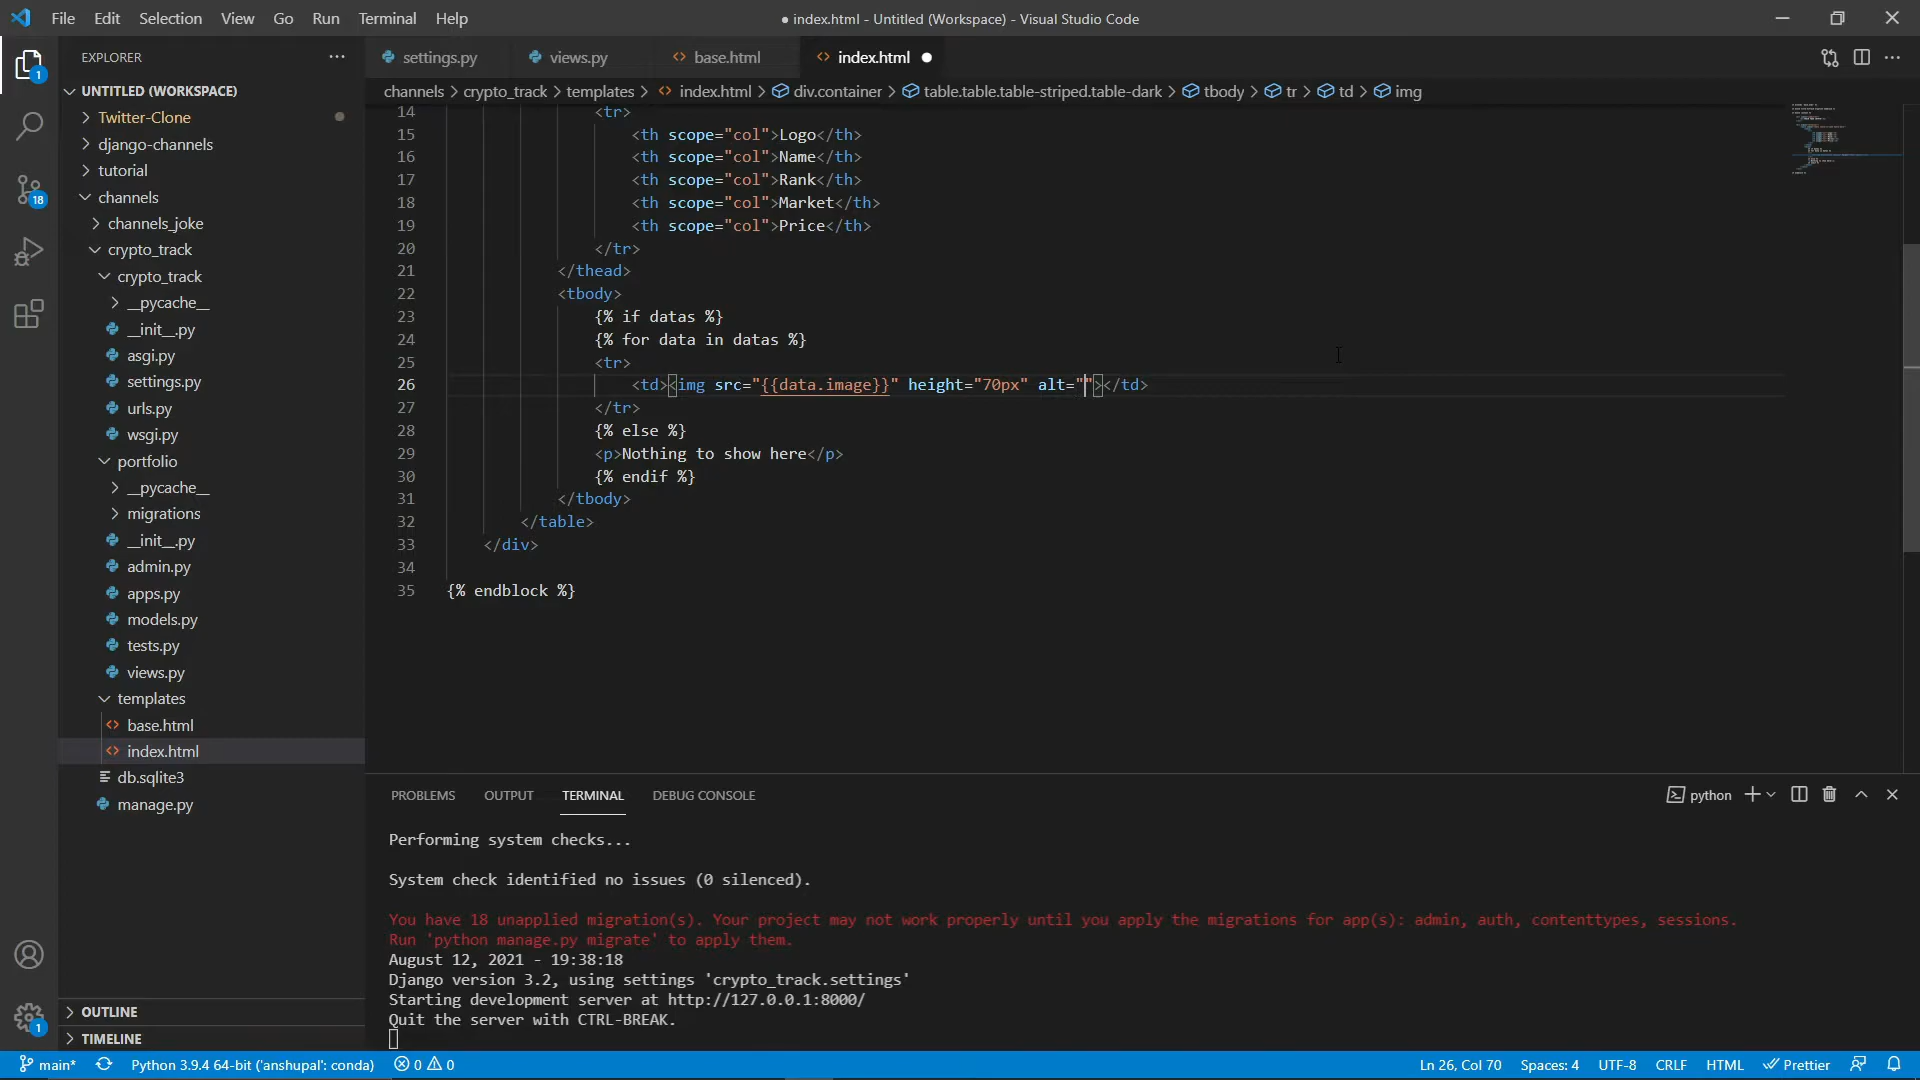 File Edit Selection View Go Run Terminal Help
● index.html - Untitled (Workspace) - Visual Studio Code
EXPLORER
settings.py
views.py
base.html
index.html
channels > crypto_track > templates > index.html > div.container > table.table.table-striped.table-dark > tbody > tr > td > img
UNTITLED (WORKSPACE)
Twitter-Clone
django-channels
tutorial
channels
channels_joke
crypto_track
crypto_track
__pycache__
__init__.py
asgi.py
settings.py
urls.py
wsgi.py
portfolio
__pycache__
migrations
__init__.py
admin.py
apps.py
models.py
tests.py
views.py
templates
base.html
index.html
db.sqlite3
manage.py
OUTLINE
TIMELINE
1
18
1
14 <tr>
15 <th scope="col">Logo</th>
16 <th scope="col">Name</th>
17 <th scope="col">Rank</th>
18 <th scope="col">Market</th>
19 <th scope="col">Price</th>
20 </tr>
21 </thead>
22 <tbody>
23 {% if datas %}
24 {% for data in datas %}
25 <tr>
26 <td><img src="{{data.image}}" height="70px" alt=""></td>
27 </tr>
28 {% else %}
29 <p>Nothing to show here</p>
30 {% endif %}
31 </tbody>
32 </table>
33 </div>
34
35 {% endblock %}
PROBLEMS OUTPUT TERMINAL DEBUG CONSOLE
python
Performing system checks...
System check identified no issues (0 silenced).
You have 18 unapplied migration(s). Your project may not work properly until you apply the migrations for app(s): admin, auth, contenttypes, sessions.
Run 'python manage.py migrate' to apply them.
August 12, 2021 - 19:38:18
Django version 3.2, using settings 'crypto_track.settings'
Starting development server at http://127.0.0.1:8000/
Quit the server with CTRL-BREAK.
main* Python 3.9.4 64-bit ('anshupal': conda) 0 0 Ln 26, Col 70 Spaces: 4 UTF-8 CRLF HTML Prettier